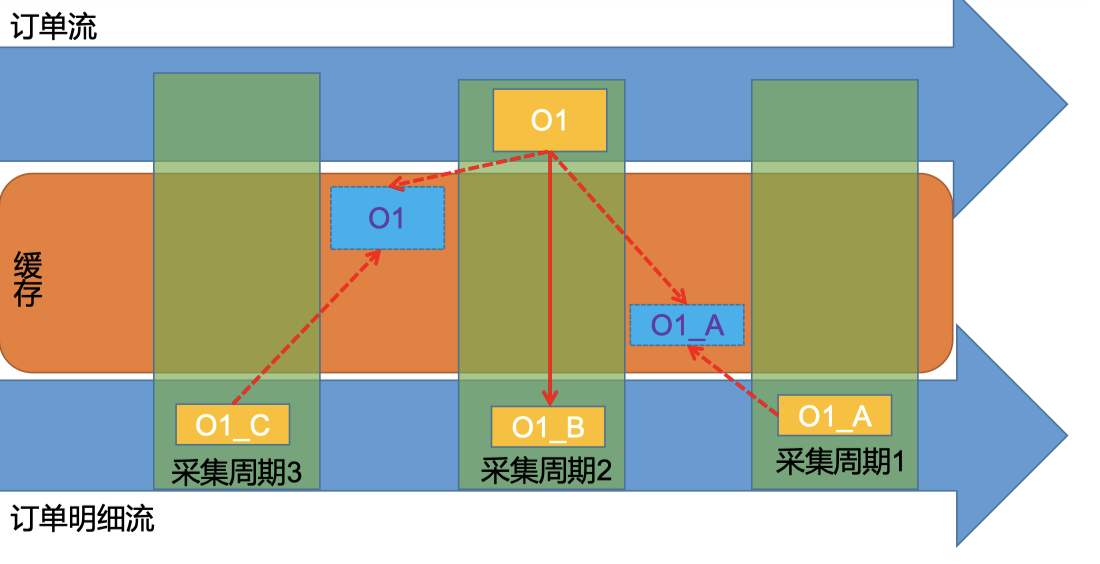 订单流
O1
O1
缓存
O1_A
O1_C
O1_B
O1_A
采集周期3
采集周期2
采集周期1
订单明细流